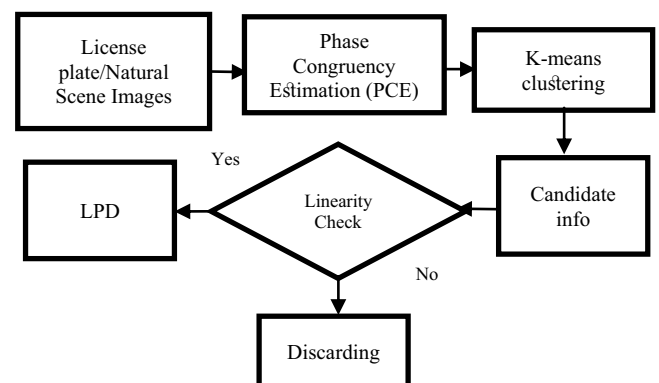 License
plate/Natural
Scene Images
Phase
Congruency
Estimation (PCE)
K-means
clustering
Candidate
info
Linearity
Check
Yes
LPD
No
Discarding